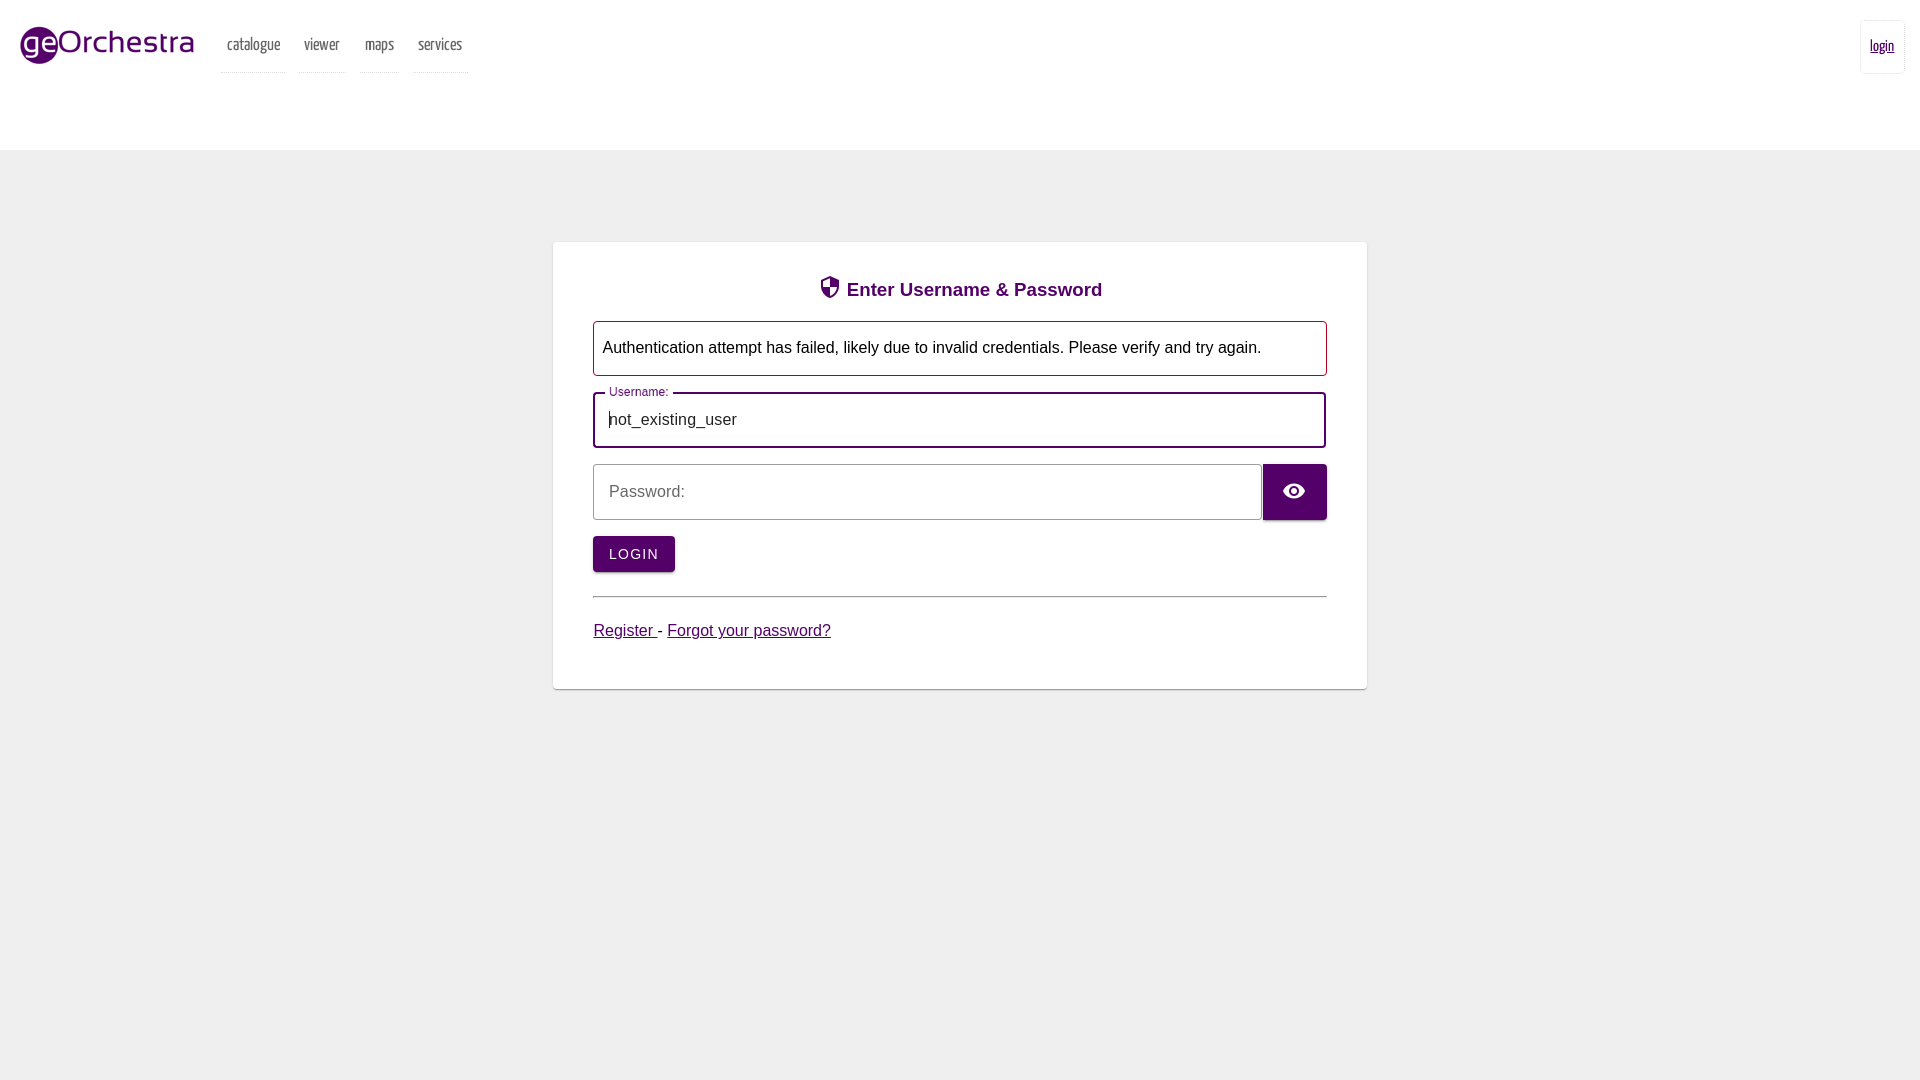 geOrchestra
catalogue
viewer
maps
services
login
Enter Username & Password
Authentication attempt has failed, likely due to invalid credentials. Please verify and try again.
Username:
not_existing_user
Password:
LOGIN
Register - Forgot your password?